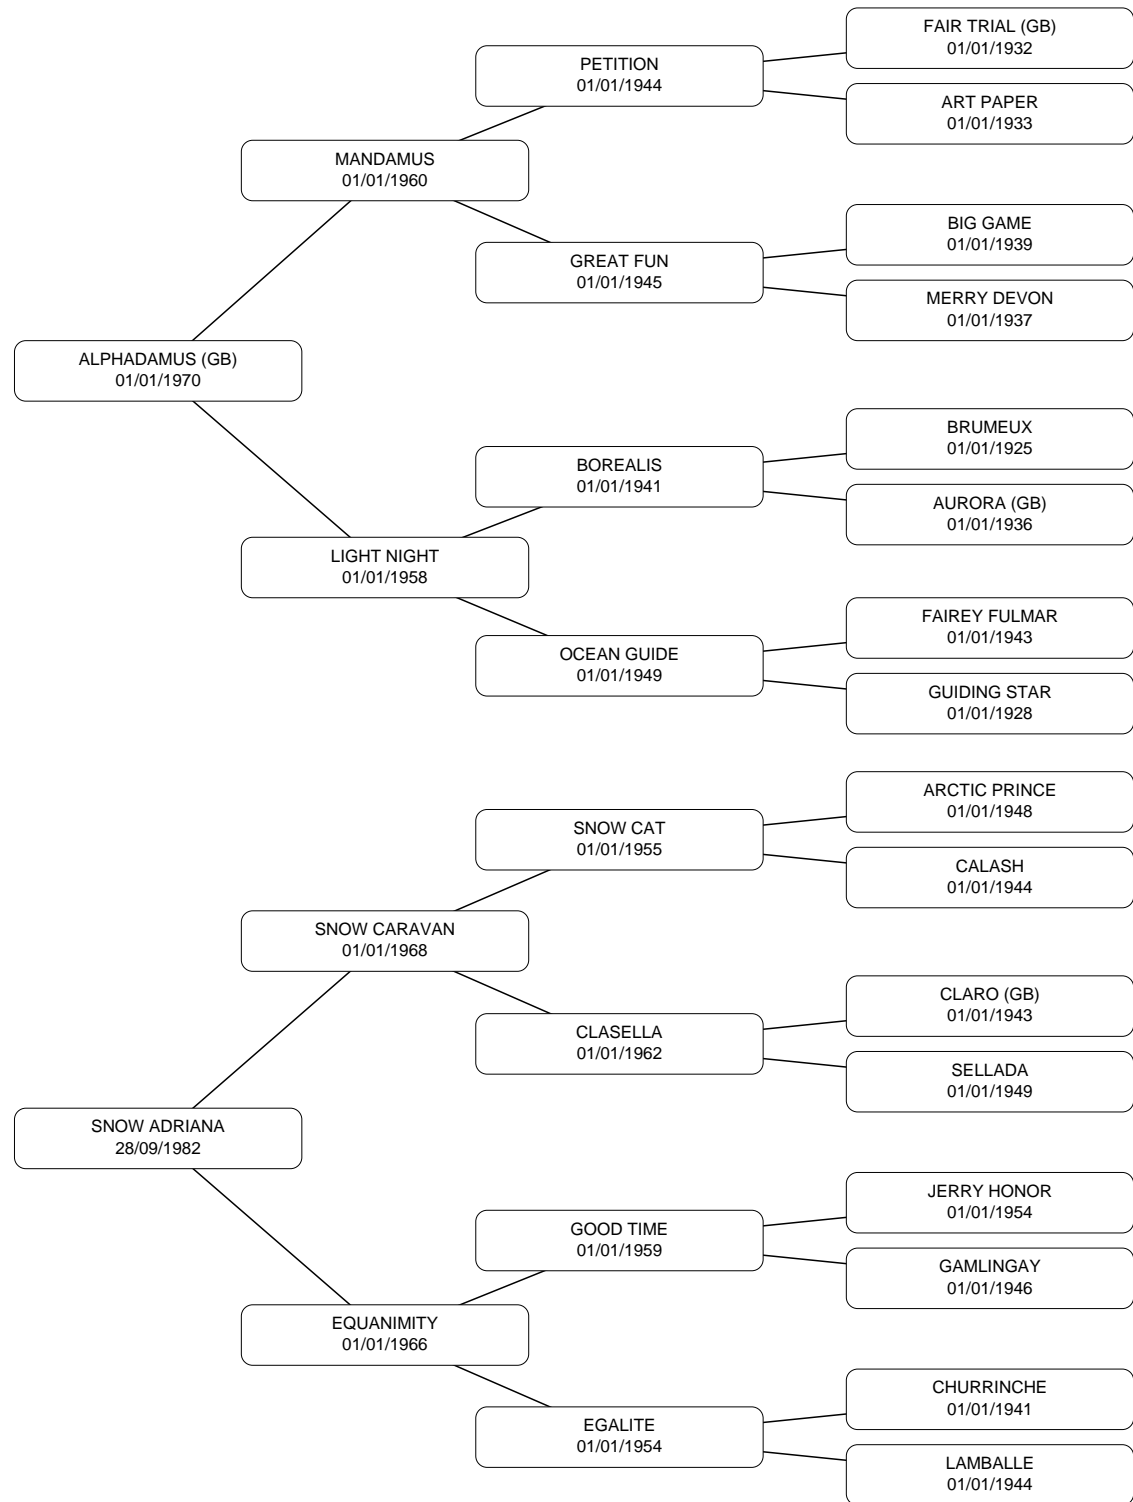 FAIR TRIAL (GB)
01/01/1932
PETITION
01/01/1944
ART PAPER
01/01/1933
MANDAMUS
01/01/1960
BIG GAME
01/01/1939
GREAT FUN
01/01/1945
MERRY DEVON
01/01/1937
ALPHADAMUS (GB)
01/01/1970
BRUMEUX
01/01/1925
BOREALIS
01/01/1941
AURORA (GB)
01/01/1936
LIGHT NIGHT
01/01/1958
FAIREY FULMAR
01/01/1943
OCEAN GUIDE
01/01/1949
GUIDING STAR
01/01/1928
ARCTIC PRINCE
01/01/1948
SNOW CAT
01/01/1955
CALASH
01/01/1944
SNOW CARAVAN
01/01/1968
CLARO (GB)
01/01/1943
CLASELLA
01/01/1962
SELLADA
01/01/1949
SNOW ADRIANA
28/09/1982
JERRY HONOR
01/01/1954
GOOD TIME
01/01/1959
GAMLINGAY
01/01/1946
EQUANIMITY
01/01/1966
CHURRINCHE
01/01/1941
EGALITE
01/01/1954
LAMBALLE
01/01/1944